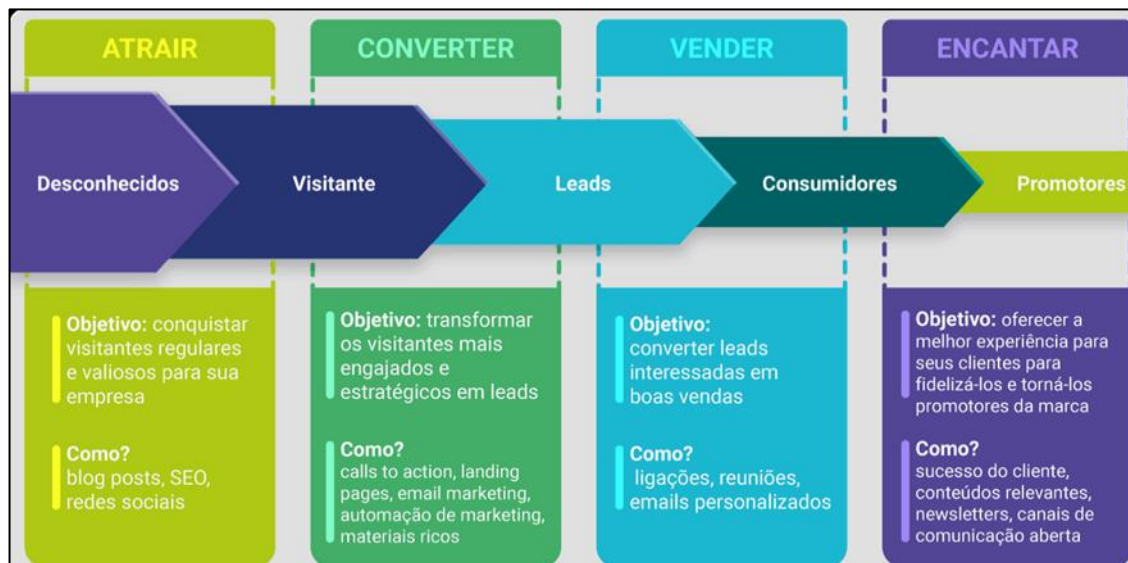 ATRAIR
CONVERTER
VENDER
ENCANTAR
Desconhecidos
Visitante
Leads
Consumidores
Promotores
Objetivo: conquistar
visitantes regulares
e valiosos para sua
empresa
Como?
blog posts, SEO,
redes sociais
Objetivo: transformar
os visitantes mais
engajados e
estratégicos em leads
Como?
calls to action, landing
pages, email marketing,
automação de marketing,
materiais ricos
Objetivo:
converter leads
interessadas em
boas vendas
Como?
ligações, reuniões,
emails personalizados
Objetivo: oferecer a
melhor experiência para
seus clientes para
fidelizá-los e torná-los
promotores da marca
Como?
sucesso do cliente,
conteúdos relevantes,
newsletters, canais de
comunicação aberta